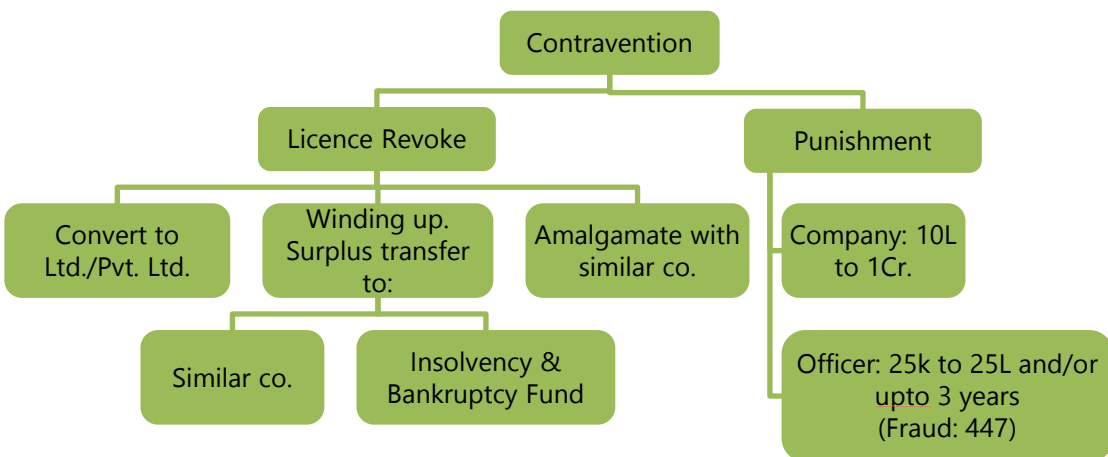 Contravention
Licence Revoke
Punishment
Convert to
Ltd./Pvt. Ltd.
Winding up.
Surplus transfer
to:
Amalgamate with
similar co.
Company: 10L
to 1Cr.
Similar co.
Insolvency &
Bankruptcy Fund
Officer: 25k to 25L and/or
upto 3 years
(Fraud: 447)